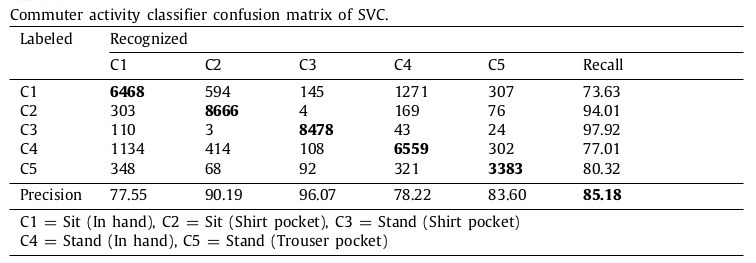 Commuter activity classifier confusion matrix of SVC.
Labeled Recognized
C1 C2 C3 C4 C5 Recall
C1 6468 594 145 1271 307 73.63
C2 303 8666 4 169 76 94.01
C3 110 3 8478 43 24 97.92
C4 1134 414 108 6559 302 77.01
C5 348 68 92 321 3383 80.32
Precision 77.55 90.19 96.07 78.22 83.60 85.18
C1 = Sit (In hand), C2 = Sit (Shirt pocket), C3 = Stand (Shirt pocket)
C4 = Stand (In hand), C5 = Stand (Trouser pocket)